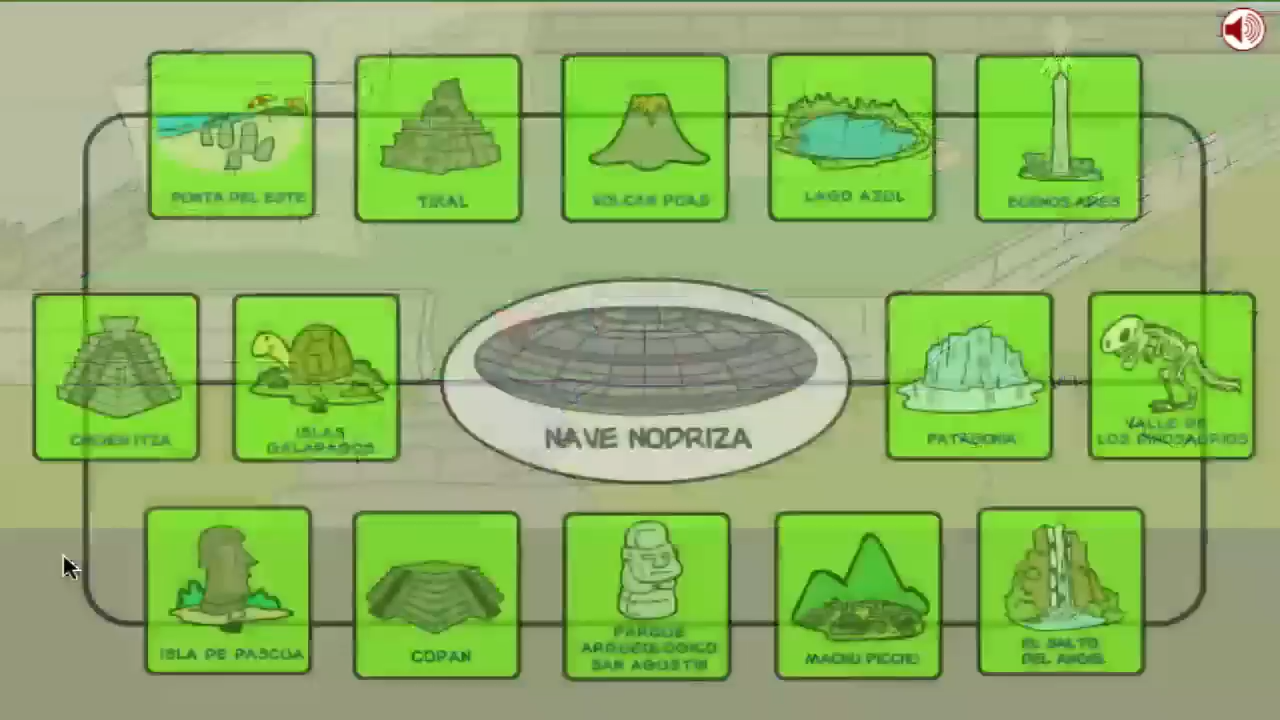 PUNTA DEL ESTE
TIKAL
VOLCAN POAS
LAGO AZUL
BUENOS AIRES
CHICHEN ITZA
ISLAS
GALAPAGOS
NAVE NODRIZA
PATAGONIA
VALLE DE
LOS DINOSAURIOS
ISLA DE PASCUA
COPAN
PARQUE
ARQUEOLOGICO
SAN AGUSTIN
MACHU PICCHU
EL SALTO
DEL ANGEL